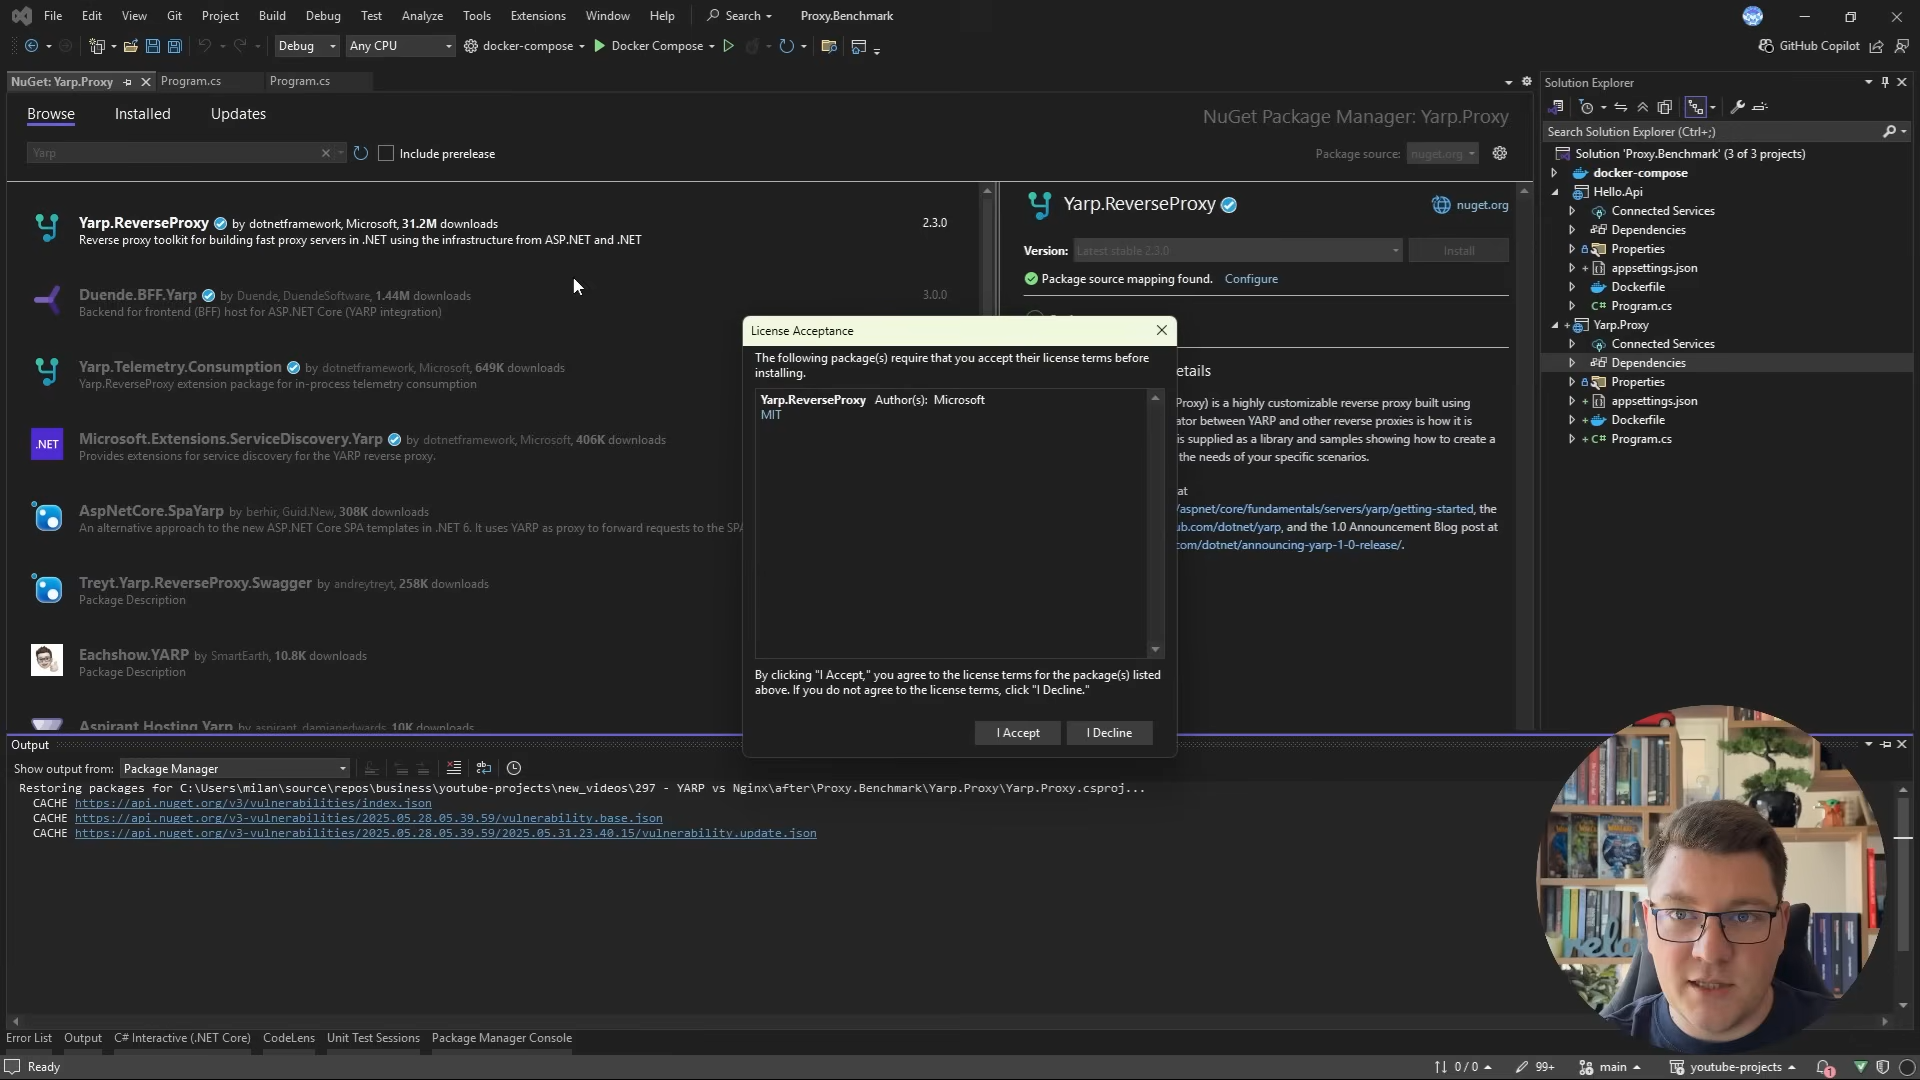 File Edit View Git Project Build Debug Test Analyze Tools Extensions Window Help Search Proxy.Benchmark
Debug Any CPU docker-compose Docker Compose GitHub Copilot
NuGet: Yarp.Proxy Program.cs Program.cs
Browse Installed Updates
NuGet Package Manager: Yarp.Proxy
Yarp Include prerelease
Package source: nuget.org
Yarp.ReverseProxy by dotnetframework, Microsoft, 31.2M downloads 2.3.0
Reverse proxy toolkit for building fast proxy servers in .NET using the infrastructure from ASP.NET and .NET
Duende.BFF.Yarp by Duende, DuendeSoftware, 1.44M downloads 3.0.0
Backend for frontend (BFF) host for ASP.NET Core (YARP integration)
Yarp.Telemetry.Consumption by dotnetframework, Microsoft, 649K downloads
Yarp.ReverseProxy extension package for in-process telemetry consumption
.NET
Microsoft.Extensions.ServiceDiscovery.Yarp by dotnetframework, Microsoft, 406K downloads
Provides extensions for service discovery for the YARP reverse proxy.
AspNetCore.SpaYarp by berhir, Guid.New, 308K downloads
An alternative approach to the new ASP.NET Core SPA templates in .NET 6. It uses YARP as proxy to forward requests to the SPA
Treyt.Yarp.ReverseProxy.Swagger by andreytreyt, 258K downloads
Package Description
Eachshow.YARP by SmartEarth, 10.8K downloads
Package Description
Aspirant.Hosting.Yarp by aspirant, damianedwards, 10K downloads
Yarp.ReverseProxy nuget.org
Version: Latest stable 2.3.0 Install
Package source mapping found. Configure
etails
Proxy) is a highly customizable reverse proxy built using
ator between YARP and other reverse proxies is how it is
is supplied as a library and samples showing how to create a
the needs of your specific scenarios.
at
/aspnet/core/fundamentals/servers/yarp/getting-started, the
ub.com/dotnet/yarp, and the 1.0 Announcement Blog post at
com/dotnet/announcing-yarp-1-0-release/.
License Acceptance
The following package(s) require that you accept their license terms before
installing.
Yarp.ReverseProxy Author(s): Microsoft
MIT
By clicking "I Accept," you agree to the license terms for the package(s) listed
above. If you do not agree to the license terms, click "I Decline."
I Accept I Decline
Solution Explorer
Search Solution Explorer (Ctrl+;)
Solution 'Proxy.Benchmark' (3 of 3 projects)
docker-compose
Hello.Api
Connected Services
Dependencies
Properties
appsettings.json
Dockerfile
C# Program.cs
Yarp.Proxy
Connected Services
Dependencies
Properties
appsettings.json
Dockerfile
C# Program.cs
Output
Show output from: Package Manager
Restoring packages for C:\Users\milan\source\repos\business\youtube-projects\new_videos\297 - YARP vs Nginx\after\Proxy.Benchmark\Yarp.Proxy\Yarp.Proxy.csproj...
CACHE https://api.nuget.org/v3/vulnerabilities/index.json
CACHE https://api.nuget.org/v3-vulnerabilities/2025.05.28.05.39.59/vulnerability.base.json
CACHE https://api.nuget.org/v3-vulnerabilities/2025.05.28.05.39.59/2025.05.31.23.40.15/vulnerability.update.json
Error List Output C# Interactive (.NET Core) CodeLens Unit Test Sessions Package Manager Console
Ready 0 / 0 99+ main youtube-projects 1